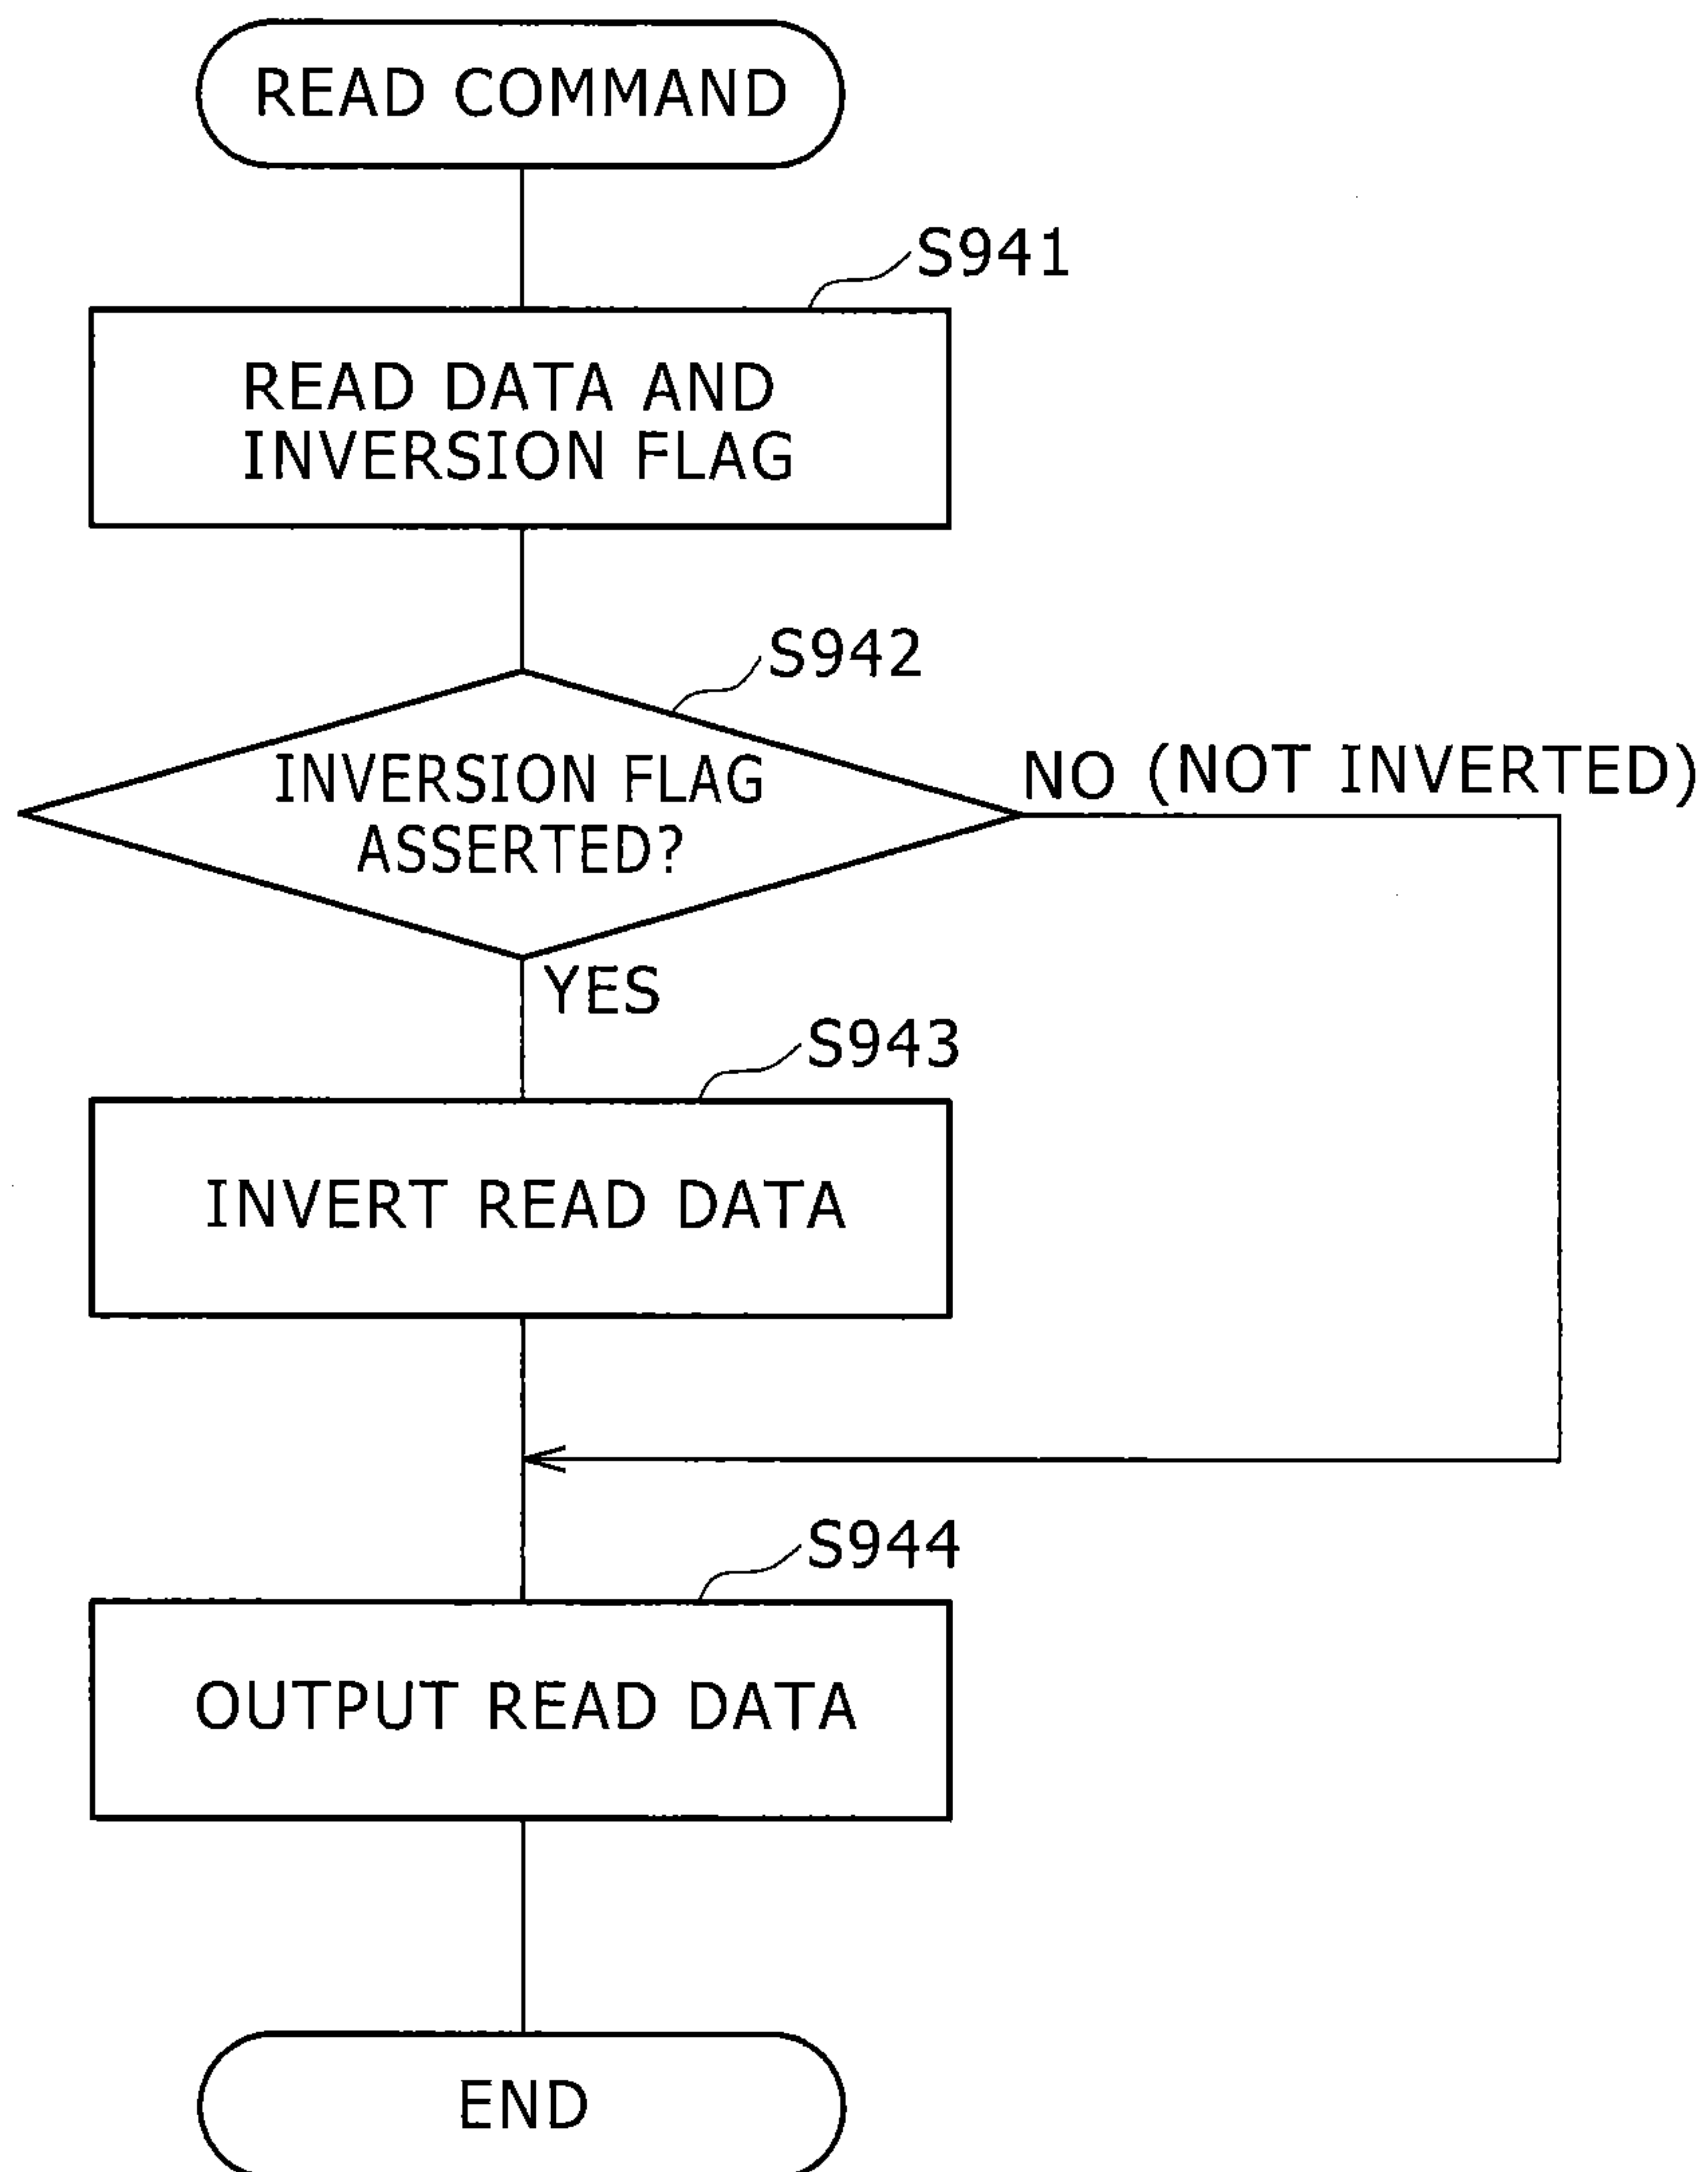 READ COMMAND
S941
READ DATA AND
INVERSION FLAG
S942
INVERSION FLAG
ASSERTED?
NO (NOT INVERTED)
YES
S943
INVERT READ DATA
S944
OUTPUT READ DATA
END